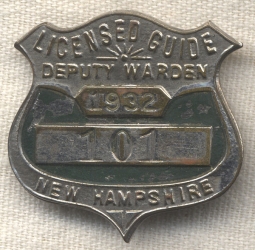 LICENSED GUIDE
DEPUTY WARDEN
1932
101
NEW HAMPSHIRE